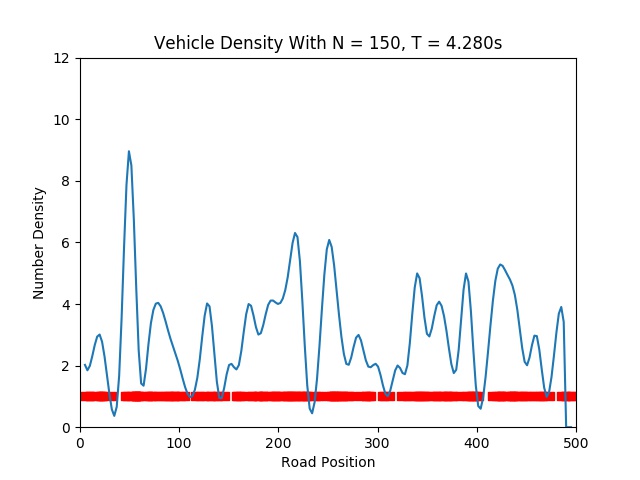 Vehicle Density With N = 150, T = 4.280s
12
10
8
6
4
2
0
Number Density
0 100 200 300 400 500
Road Position